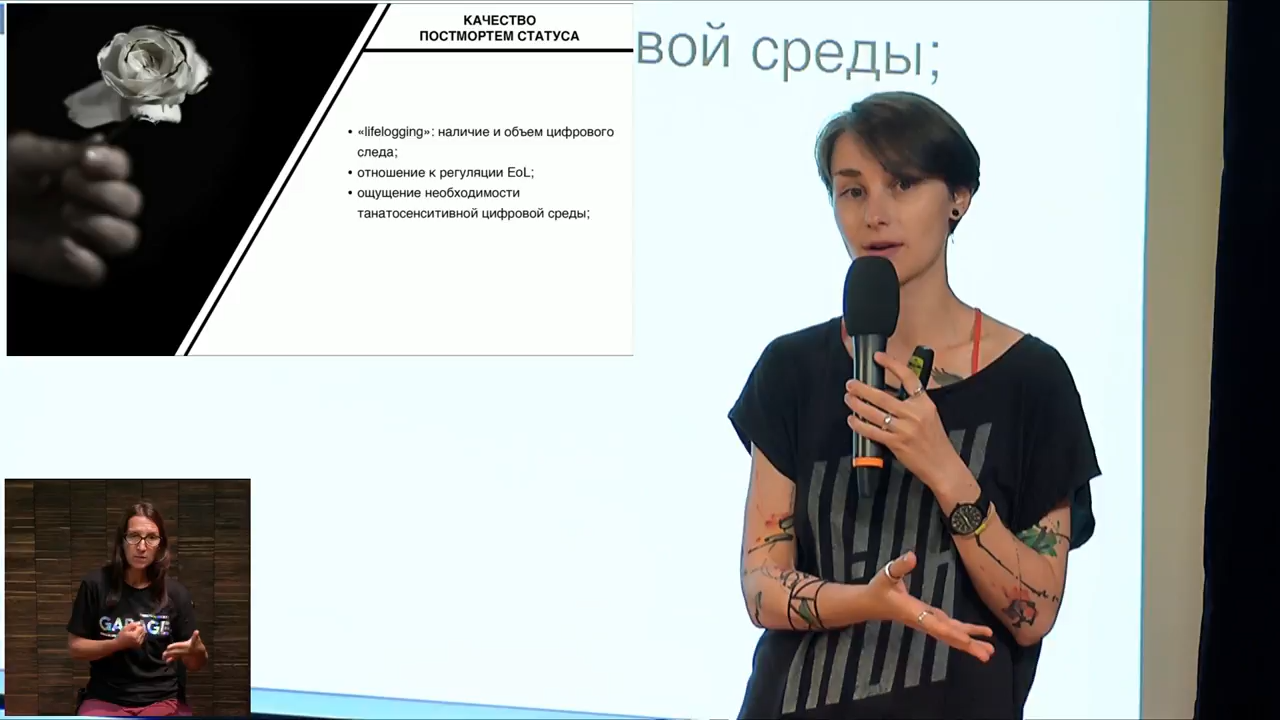 КАЧЕСТВО
ПОСТМОРТЕМ СТАТУСА
• «lifelogging»: наличие и объем цифрового
следа;
• отношение к регуляции EoL;
• ощущение необходимости
танатосенситивной цифровой среды;
вой среды;
GARAGE